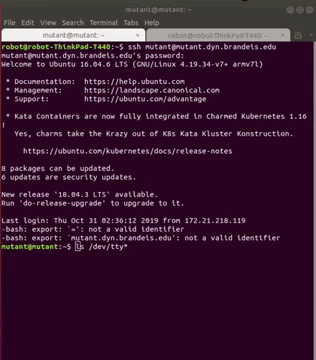 mutant@mutant: ~
File Edit View Search Terminal Tabs Help
mutant@mutant: ~
robot@robot-ThinkPad-T440: ~
robot@robot-ThinkPad-T440:~$ ssh mutant@mutant.dyn.brandeis.edu
mutant@mutant.dyn.brandeis.edu's password:
Welcome to Ubuntu 16.04.6 LTS (GNU/Linux 4.19.34-v7+ armv7l)
* Documentation: https://help.ubuntu.com
* Management: https://landscape.canonical.com
* Support: https://ubuntu.com/advantage
* Kata Containers are now fully integrated in Charmed Kubernetes 1.16
!
Yes, charms take the Krazy out of K8s Kata Kluster Konstruction.
https://ubuntu.com/kubernetes/docs/release-notes
8 packages can be updated.
6 updates are security updates.
New release '18.04.3 LTS' available.
Run 'do-release-upgrade' to upgrade to it.
Last login: Thu Oct 31 02:36:12 2019 from 172.21.218.119
-bash: export: `=': not a valid identifier
-bash: export: `mutant.dyn.brandeis.edu': not a valid identifier
mutant@mutant:~$ ls /dev/tty*